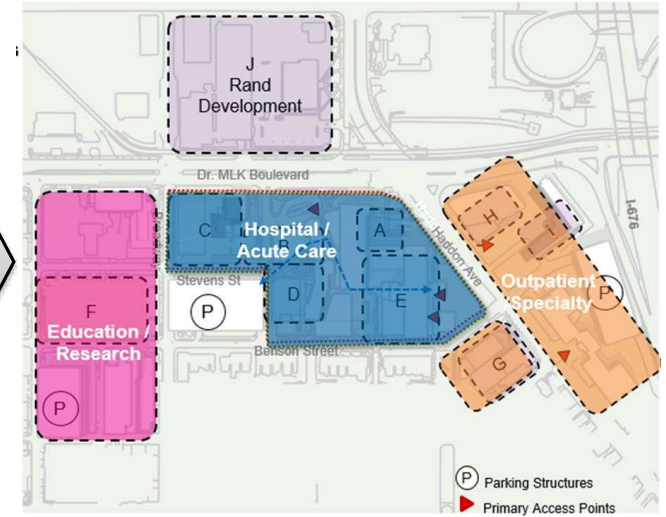 J
Rand
Development
Dr. MLK Boulevard
I-676
H
C
Hospital /
Acute Care
B
A
Haddon Ave
Stevens St
P
D
E
Outpatient
Specialty
P
F
Education /
Research
Benson Street
G
P
P Parking Structures
Primary Access Points